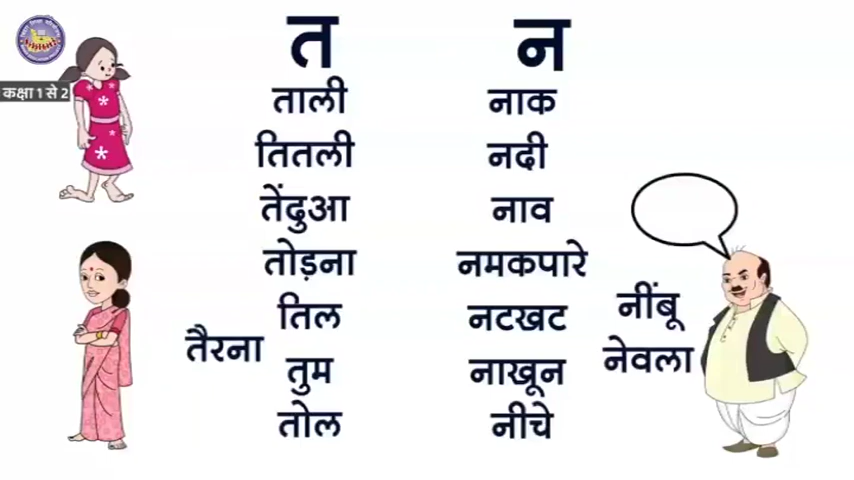 कक्षा 1 से 2
त
ताली
तितली
तेंदुआ
तोड़ना
तिल
तैरना
तुम
तोल
न
नाक
नदी
नाव
नमकपारे
नटखट
नाखून
नीचे
नींबू
नेवला